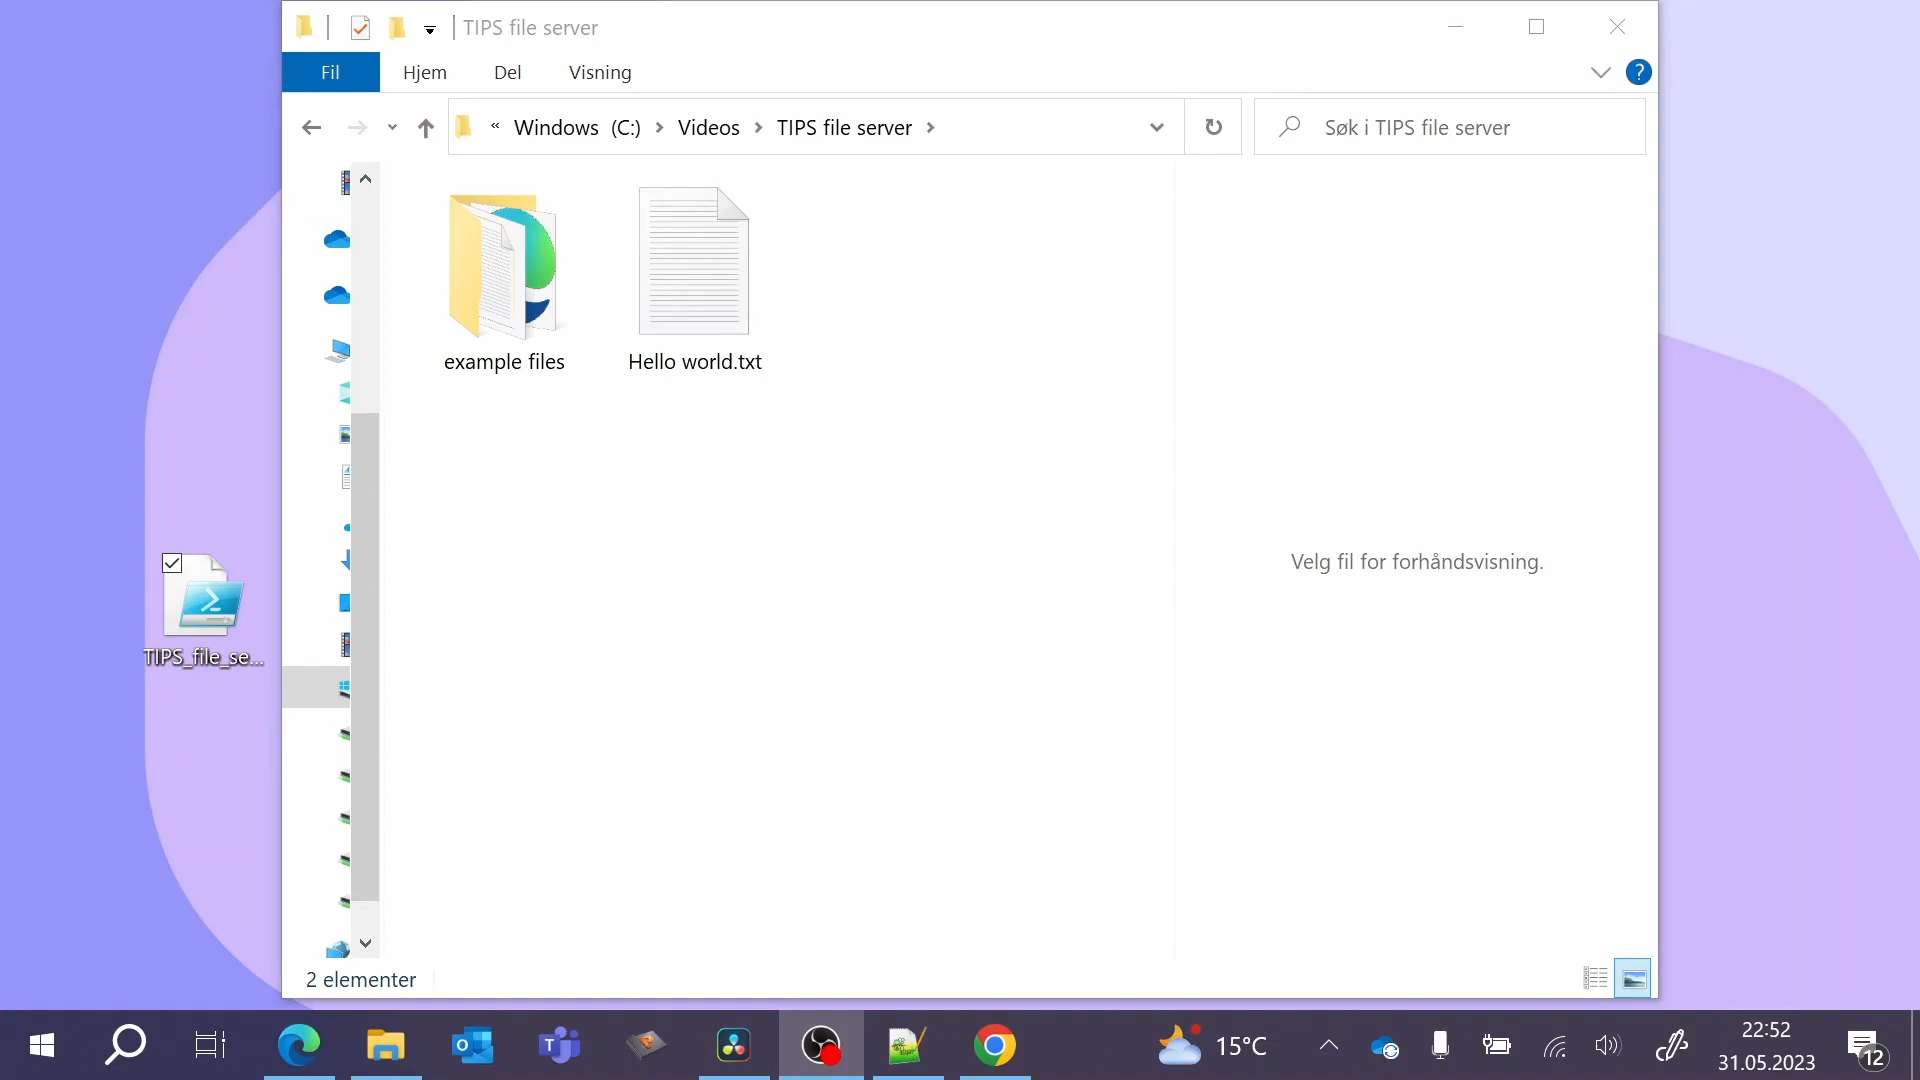 TIPS file server
Fil Hjem Del Visning
« Windows (C:) > Videos > TIPS file server >
Søk i TIPS file server
example files
Hello world.txt
Velg fil for forhåndsvisning.
TIPS_file_se...
2 elementer
15°C
22:52
31.05.2023
12